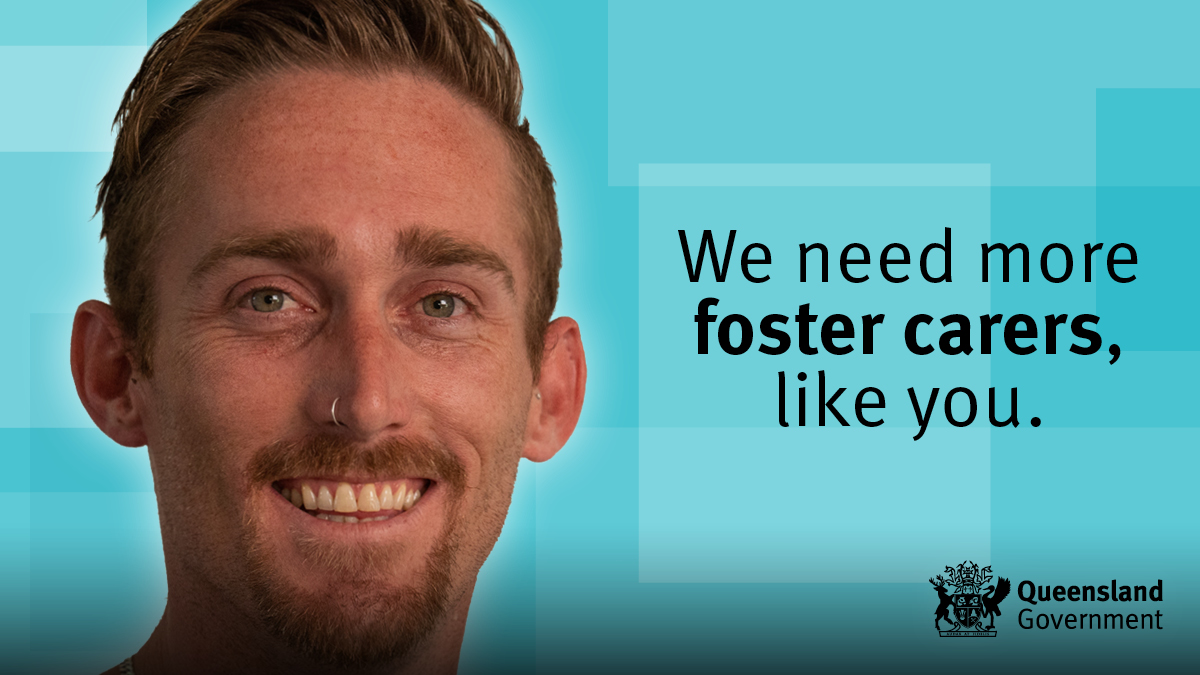 We need more
foster carers,
like you.
Queensland
Government